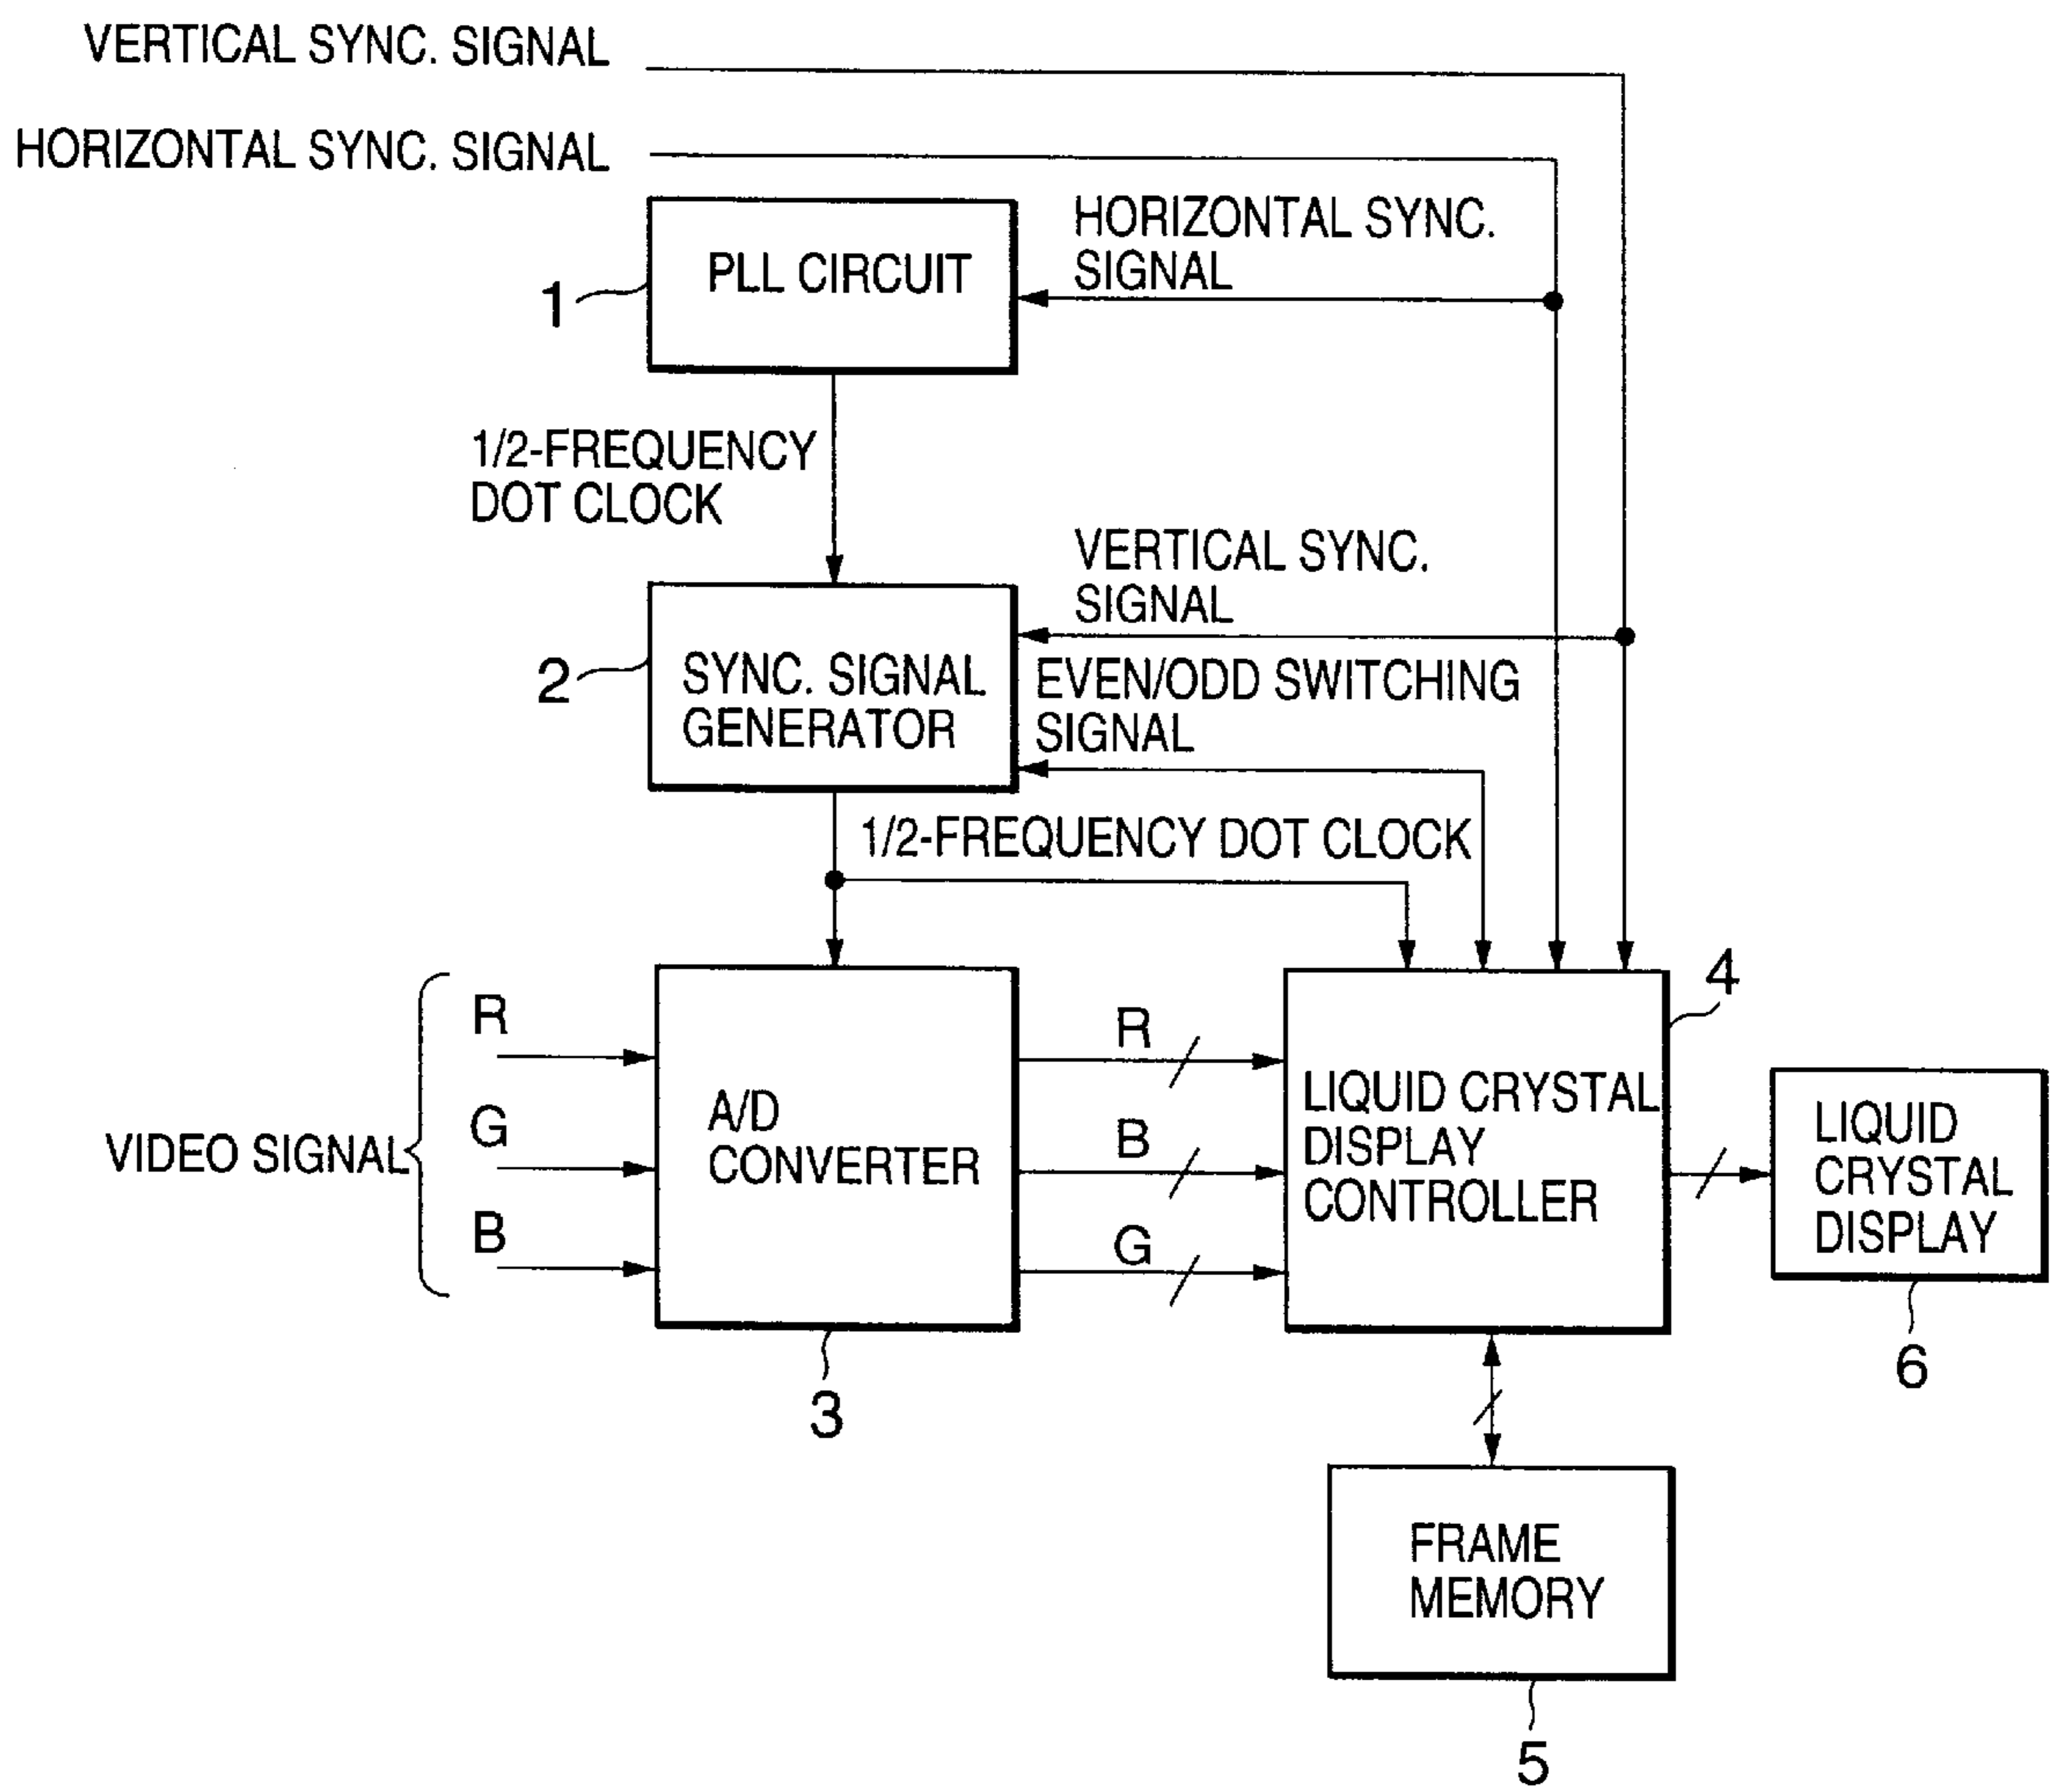 VERTICAL SYNC. SIGNAL
HORIZONTAL SYNC. SIGNAL
PLL CIRCUIT
1
HORIZONTAL SYNC.
SIGNAL
1/2-FREQUENCY
DOT CLOCK
VERTICAL SYNC.
SIGNAL
2
SYNC. SIGNAL
GENERATOR
EVEN/ODD SWITCHING
SIGNAL
1/2-FREQUENCY DOT CLOCK
VIDEO SIGNAL
R
G
B
A/D
CONVERTER
3
R
B
G
LIQUID CRYSTAL
DISPLAY
CONTROLLER
4
LIQUID
CRYSTAL
DISPLAY
6
FRAME
MEMORY
5